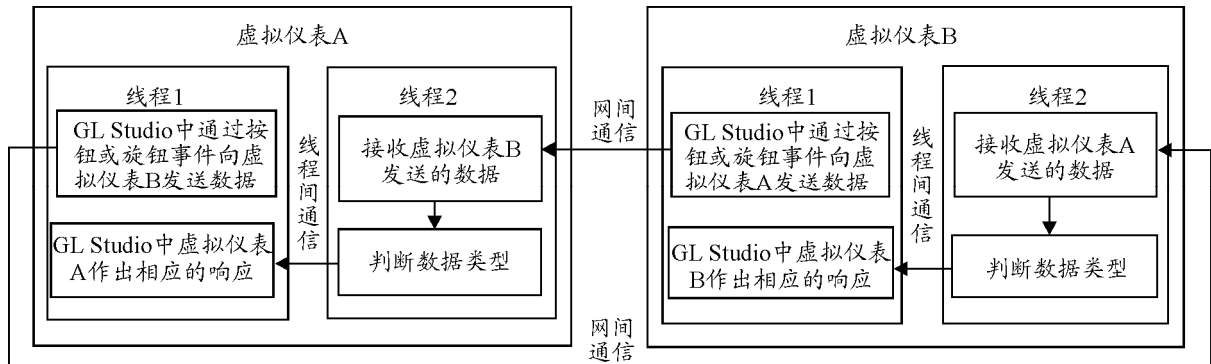 虚拟仪表A
线程1
GL Studio中通过按
钮或旋钮事件向虚
拟仪表B发送数据
GL Studio中虚拟仪表
A作出相应的响应
线程间通信
线程2
接收虚拟仪表B
发送的数据
判断数据类型
网间
通信
虚拟仪表B
线程1
GL Studio中通过按
钮或旋钮事件向虚
拟仪表A发送数据
GL Studio中虚拟仪表
B作出相应的响应
线程间通信
线程2
接收虚拟仪表A
发送的数据
判断数据类型
网间
通信